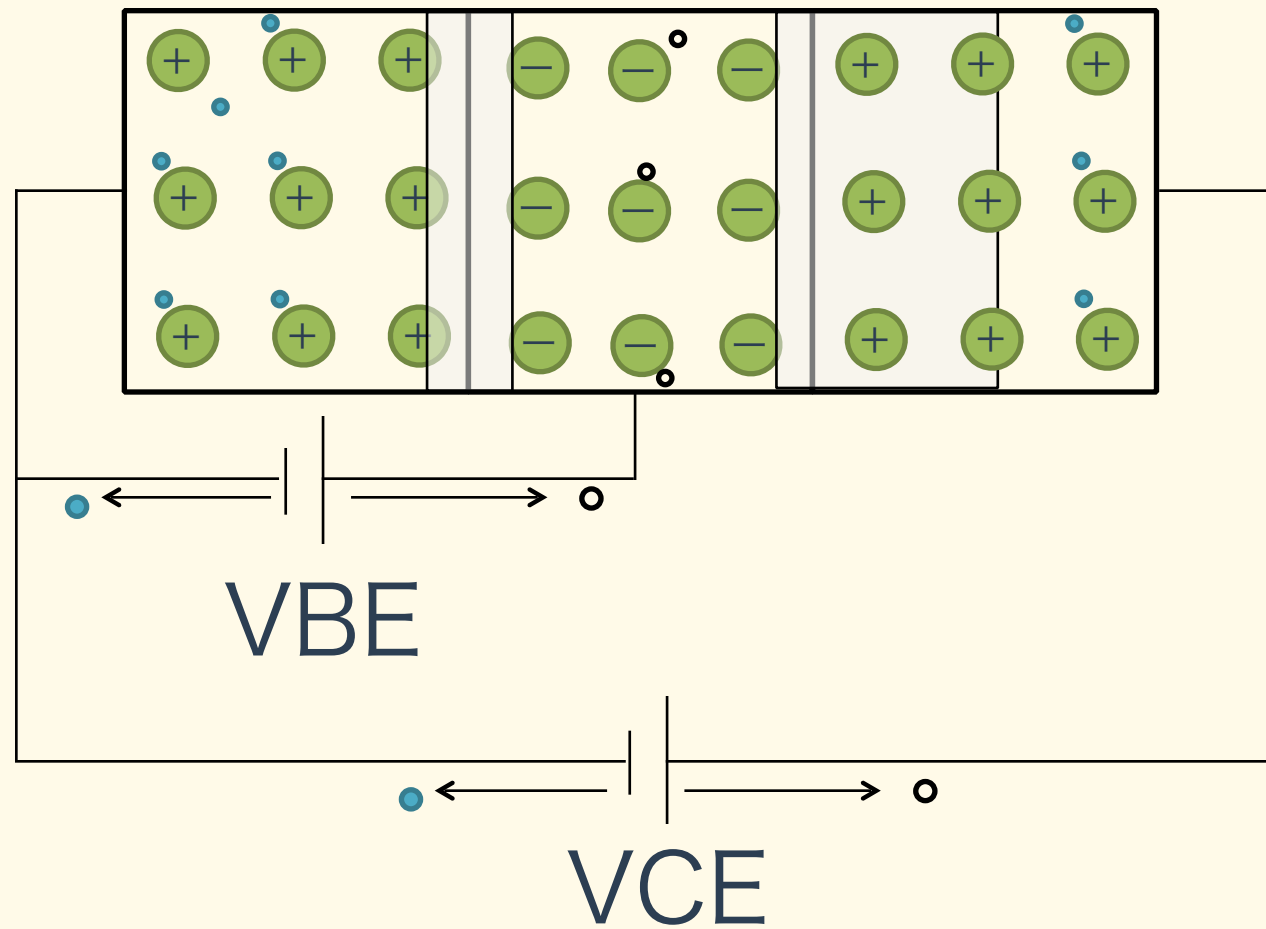 + + + — — — + + +
+ + + — — — + + +
+ + + — — — + + +
VBE
VCE